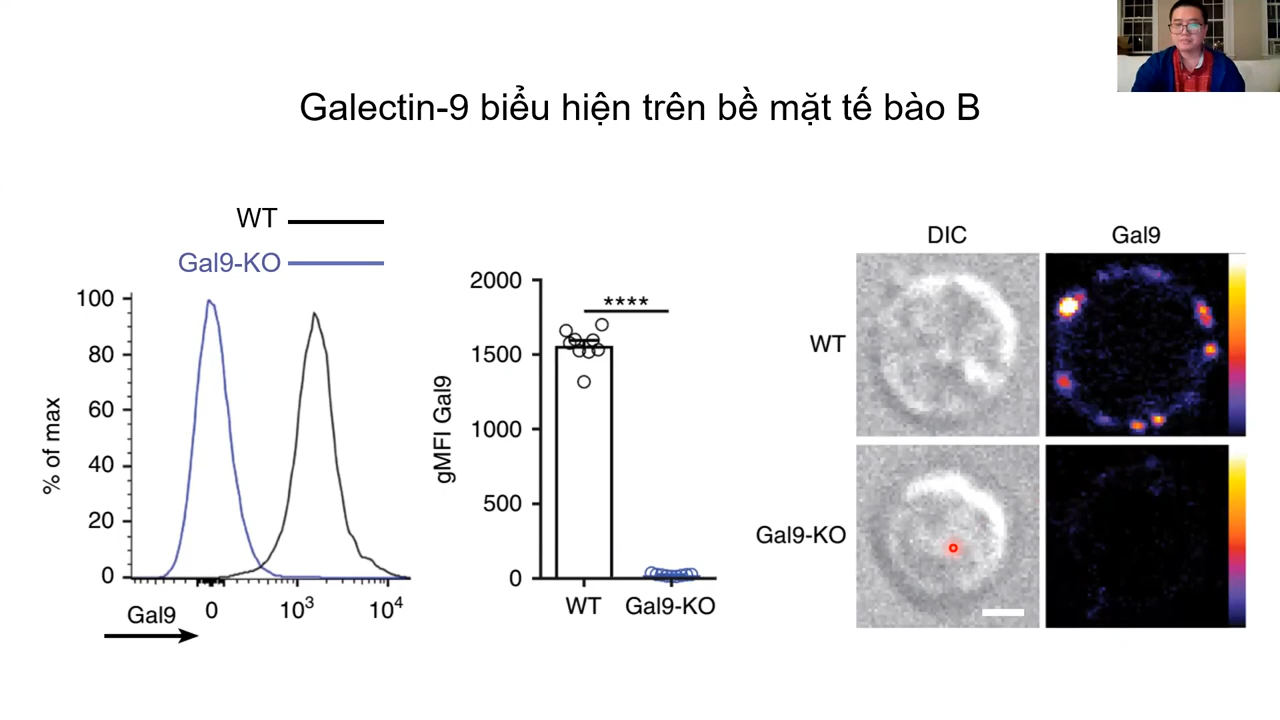 Galectin-9 biểu hiện trên bề mặt tế bào B
WT
Gal9-KO
100
80
60
40
20
0
% of max
0
10³
10⁴
Gal9
2000
1500
1000
500
0
gMFI Gal9
****
WT
Gal9-KO
DIC
Gal9
WT
Gal9-KO